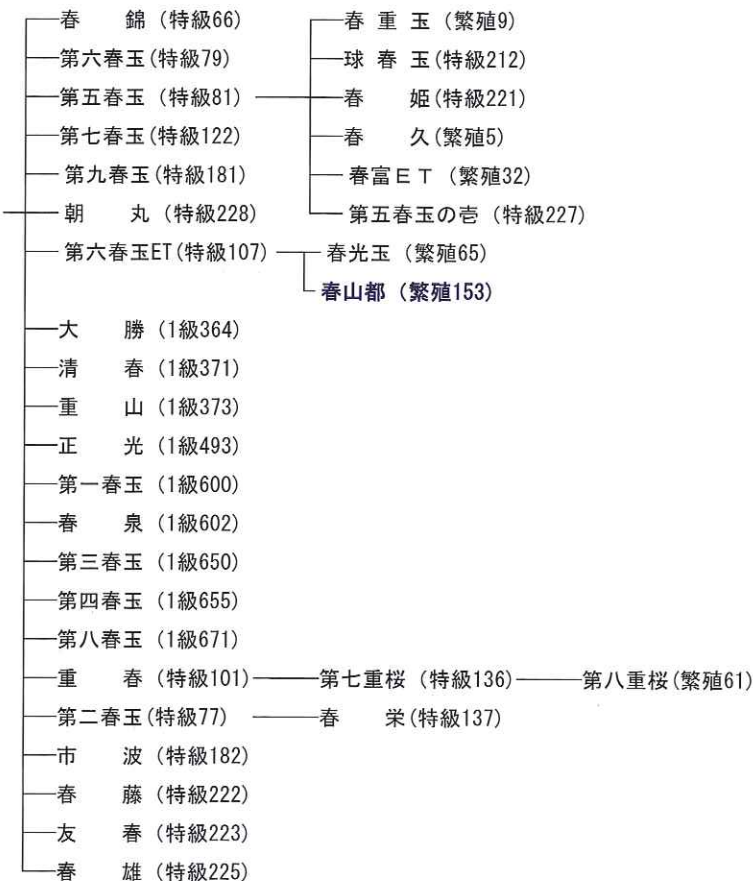 春　錦（特級66）　春 重 玉（繁殖9）
第六春玉(特級79)　球 春 玉(特級212)
第五春玉（特級81）　春　姫(特級221)
第七春玉(特級122)　春　久(繁殖5)
第九春玉(特級181)　春富ＥＴ（繁殖32)
朝　丸（特級228)　第五春玉の壱（特級227)
第六春玉ET(特級107)　春光玉（繁殖65)
春山都（繁殖153)
大　勝（1級364)
清　春（1級371)
重　山（1級373)
正　光（1級493)
第一春玉（1級600)
春　泉（1級602)
第三春玉（1級650)
第四春玉（1級655)
第八春玉（1級671)
重　春（特級101)　第七重桜（特級136)　第八重桜(繁殖61)
第二春玉(特級77)　春　栄(特級137)
市　波（特級182)
春　藤（特級222)
友　春（特級223)
春　雄（特級225)